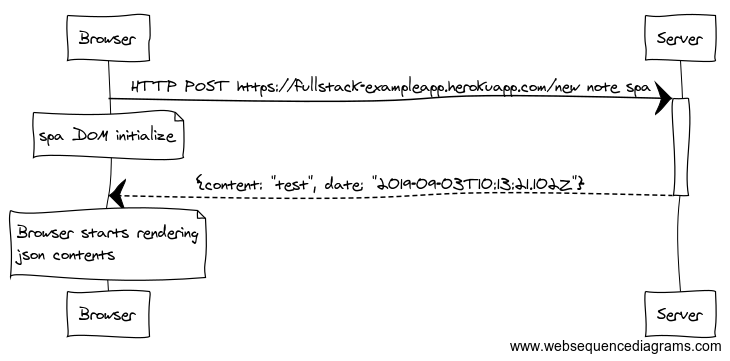 Browser
Server
HTTP POST https://fullstack-exampleapp.herokuapp.com/new note spa
spa DOM initialize
{content: "test", date: "2019-09-03T10:13:21.102Z"}
Browser starts rendering
json contents
Browser
Server
www.websequencediagrams.com